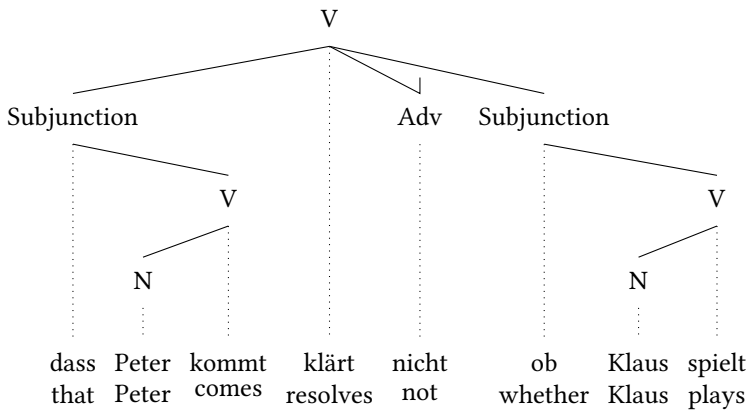 V
Subjunction Adv Subjunction
V V
N N
dass Peter kommt klärt nicht ob Klaus spielt
that Peter comes resolves not whether Klaus plays